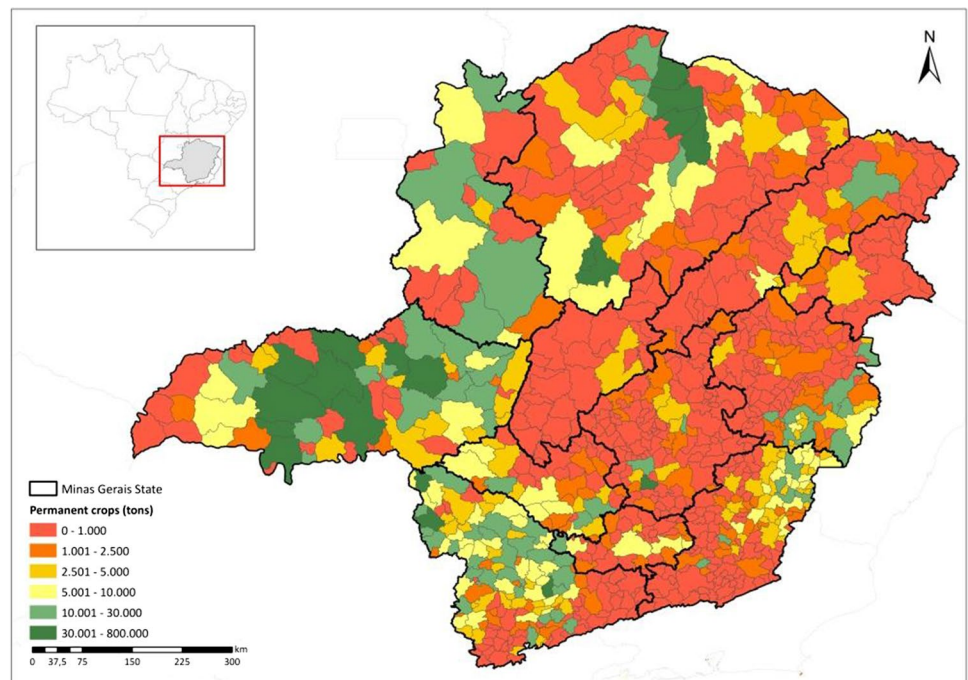 N
Minas Gerais State
Permanent crops (tons)
0 - 1.000
1.001 - 2.500
2.501 - 5.000
5.001 - 10.000
10.001 - 30.000
30.001 - 800.000
km
0 37,5 75 150 225 300